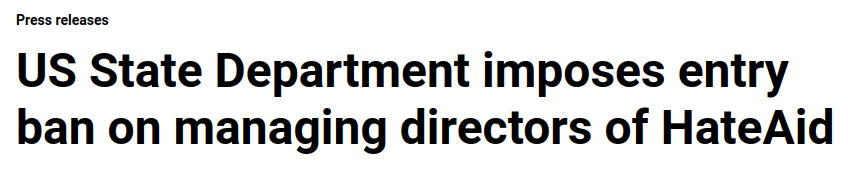 Press releases
US State Department imposes entry
ban on managing directors of HateAid